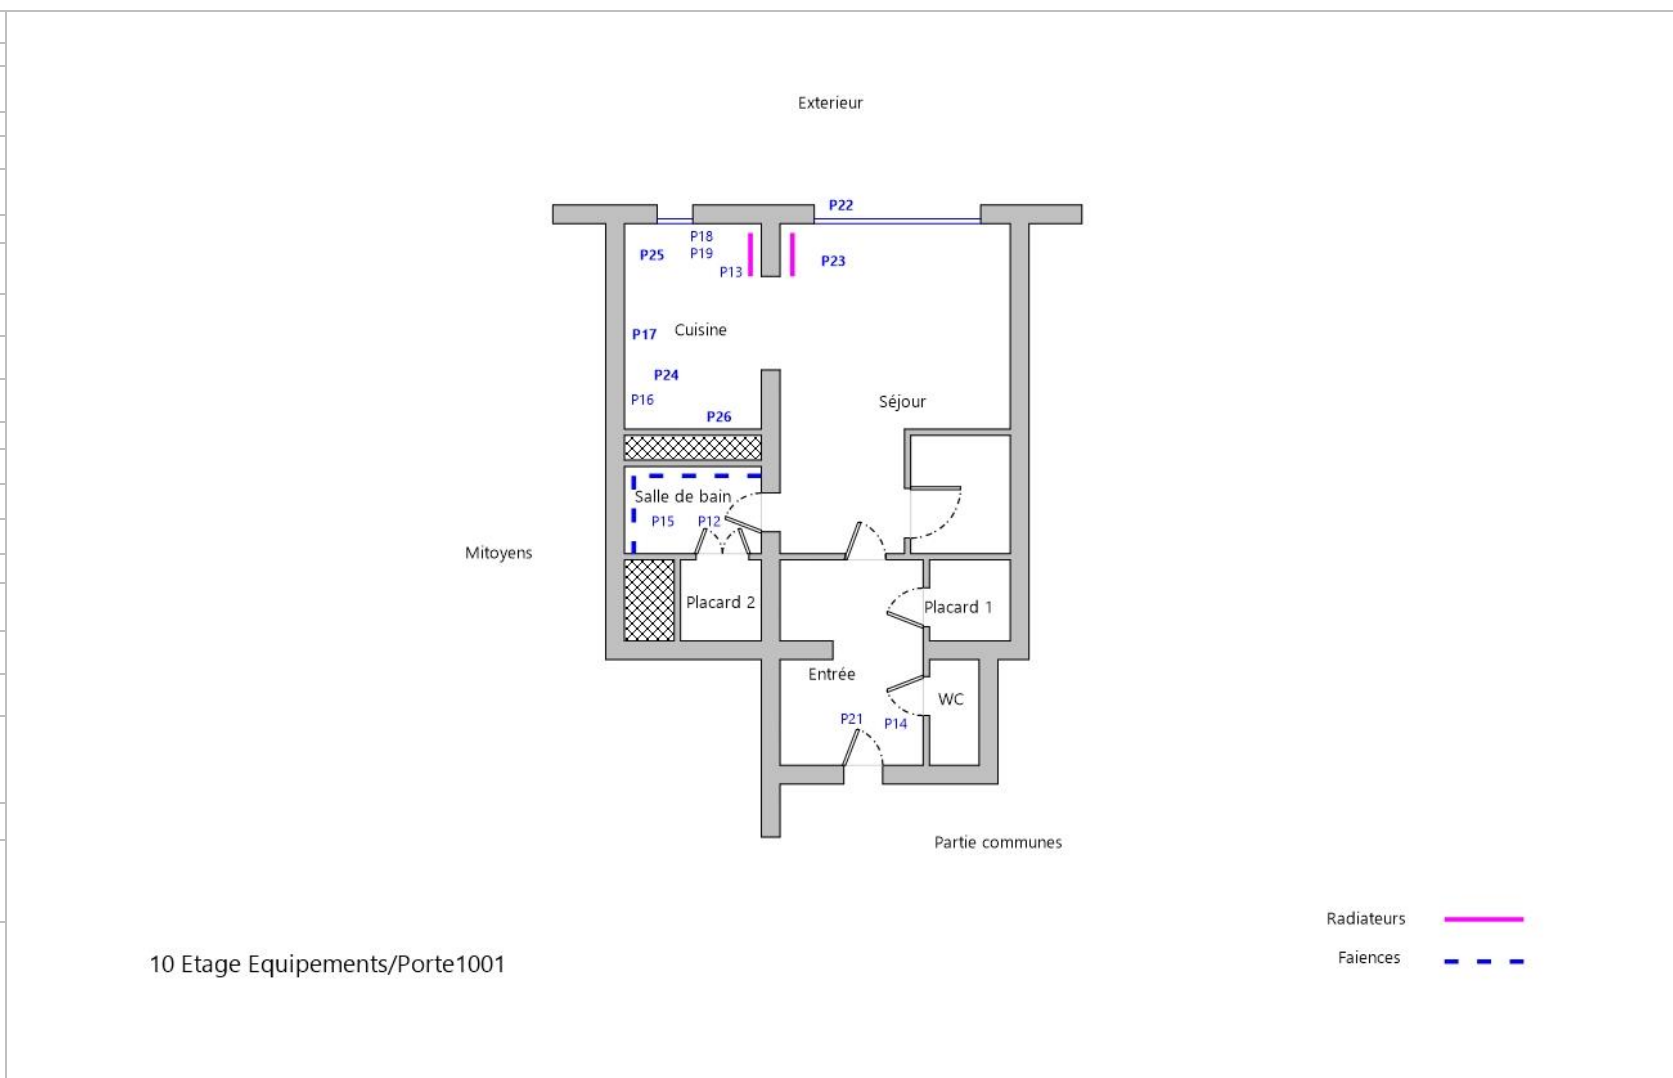 Exterieur
P22
P18
P25
P19
P23
P13
Cuisine
P17
P24
P16
Séjour
P26
Salle de bain
P15
P12
Mitoyens
Placard 2
Placard 1
Entrée
WC
P21
P14
Partie communes
Radiateurs
Faiences
10 Etage Equipements/Porte1001